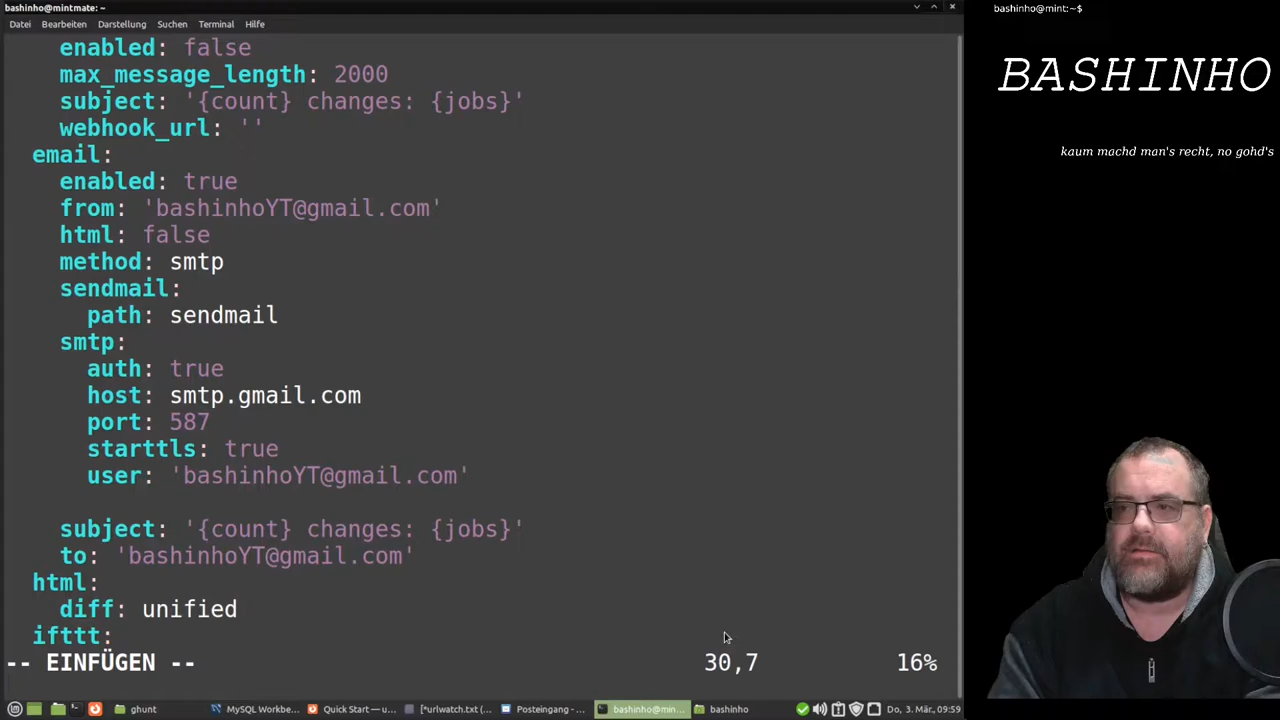 bashinho@mintmate: ~
Datei Bearbeiten Darstellung Suchen Terminal Hilfe
enabled: false
max_message_length: 2000
subject: '{count} changes: {jobs}'
webhook_url: ''
email:
enabled: true
from: 'bashinhoYT@gmail.com'
html: false
method: smtp
sendmail:
path: sendmail
smtp:
auth: true
host: smtp.gmail.com
port: 587
starttls: true
user: 'bashinhoYT@gmail.com'
subject: '{count} changes: {jobs}'
to: 'bashinhoYT@gmail.com'
html:
diff: unified
ifttt:
-- EINFÜGEN -- 30,7 16%
bashinho@mint:~$
BASHINHO
kaum machd man's recht, no gohd's
ghunt MySQL Workbe... Quick Start — u... [*urlwatch.txt (... Posteingang - ... bashinho@min... bashinho Do, 3. Mär., 09:59